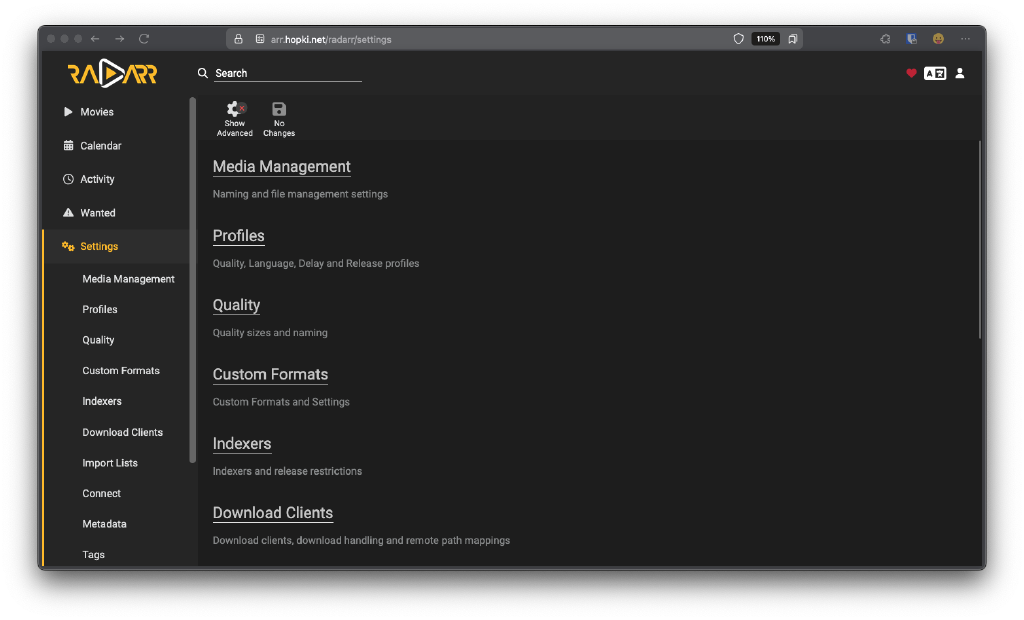 arr.hopki.net/radarr/settings
110%
RADARR
Search
A
Movies
Calendar
Activity
Wanted
Settings
Media Management
Profiles
Quality
Custom Formats
Indexers
Download Clients
Import Lists
Connect
Metadata
Tags
Show
Advanced
No
Changes
Media Management
Naming and file management settings
Profiles
Quality, Language, Delay and Release profiles
Quality
Quality sizes and naming
Custom Formats
Custom Formats and Settings
Indexers
Indexers and release restrictions
Download Clients
Download clients, download handling and remote path mappings